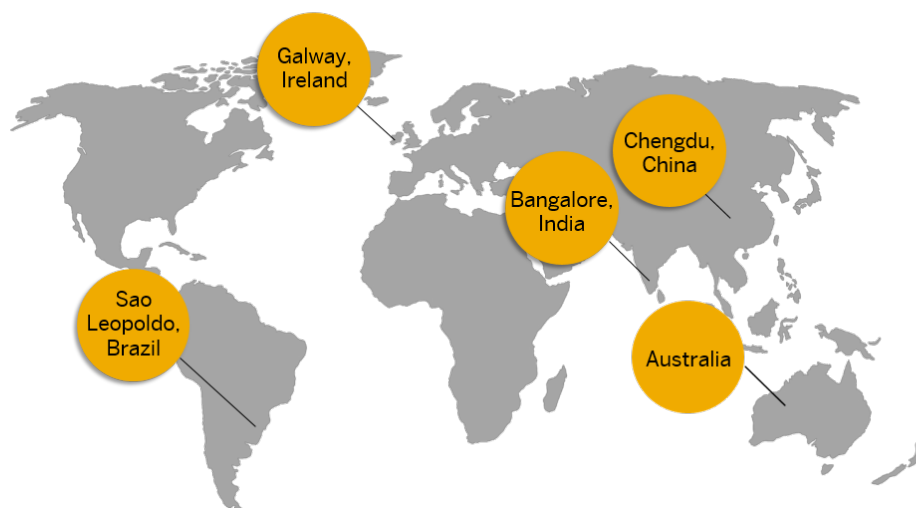 Galway,
Ireland
Chengdu,
China
Bangalore,
India
Sao
Leopoldo,
Brazil
Australia